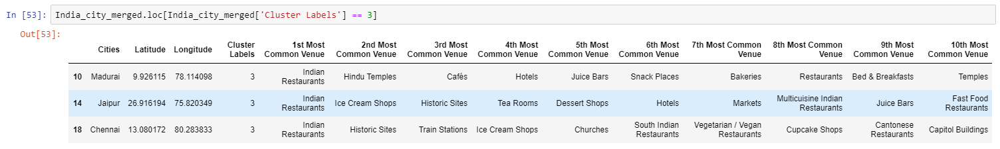 In [53]: India_city_merged.loc[India_city_merged['Cluster Labels'] == 3]
Out[53]:
Cities Latitude Longitude Cluster Labels 1st Most Common Venue 2nd Most Common Venue 3rd Most Common Venue 4th Most Common Venue 5th Most Common Venue 6th Most Common Venue 7th Most Common Venue 8th Most Common Venue 9th Most Common Venue 10th Most Common Venue
10 Madurai 9.926115 78.114098 3 Indian Restaurants Hindu Temples Cafés Hotels Juice Bars Snack Places Bakeries Restaurants Bed & Breakfasts Temples
14 Jaipur 26.916194 75.820349 3 Indian Restaurants Ice Cream Shops Historic Sites Tea Rooms Dessert Shops Hotels Markets Multicuisine Indian Restaurants Juice Bars Fast Food Restaurants
18 Chennai 13.080172 80.283833 3 Indian Restaurants Historic Sites Train Stations Ice Cream Shops Churches South Indian Restaurants Vegetarian / Vegan Restaurants Cupcake Shops Cantonese Restaurants Capitol Buildings